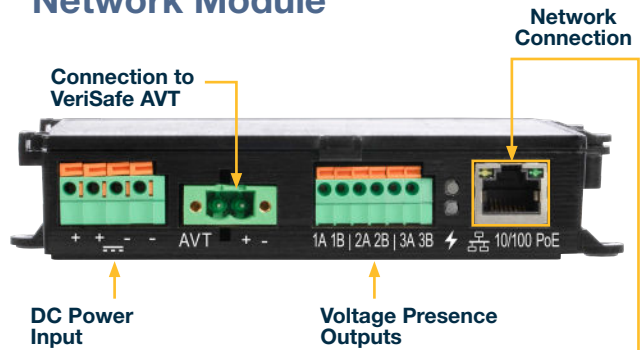 Network Module
Network
Connection
Connection to
VeriSafe AVT
+ + - -
AVT + -
1A 1B | 2A 2B | 3A 3B
10/100 PoE
DC Power
Input
Voltage Presence
Outputs